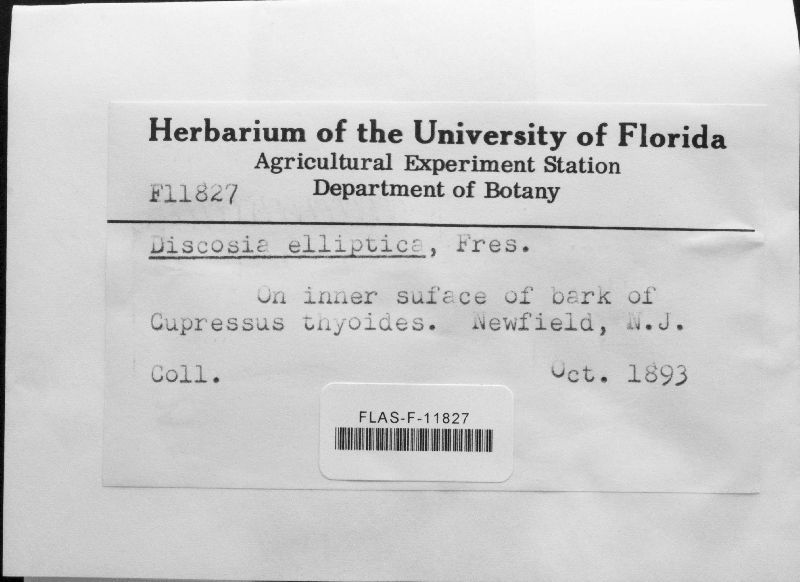 Herbarium of the University of Florida
Agricultural Experiment Station
Department of Botany
F11827
Discosia elliptica, Fres.
On inner suface of bark of
Cupressus thyoides. Newfield, N.J.
Coll. Oct. 1893
FLAS-F-11827